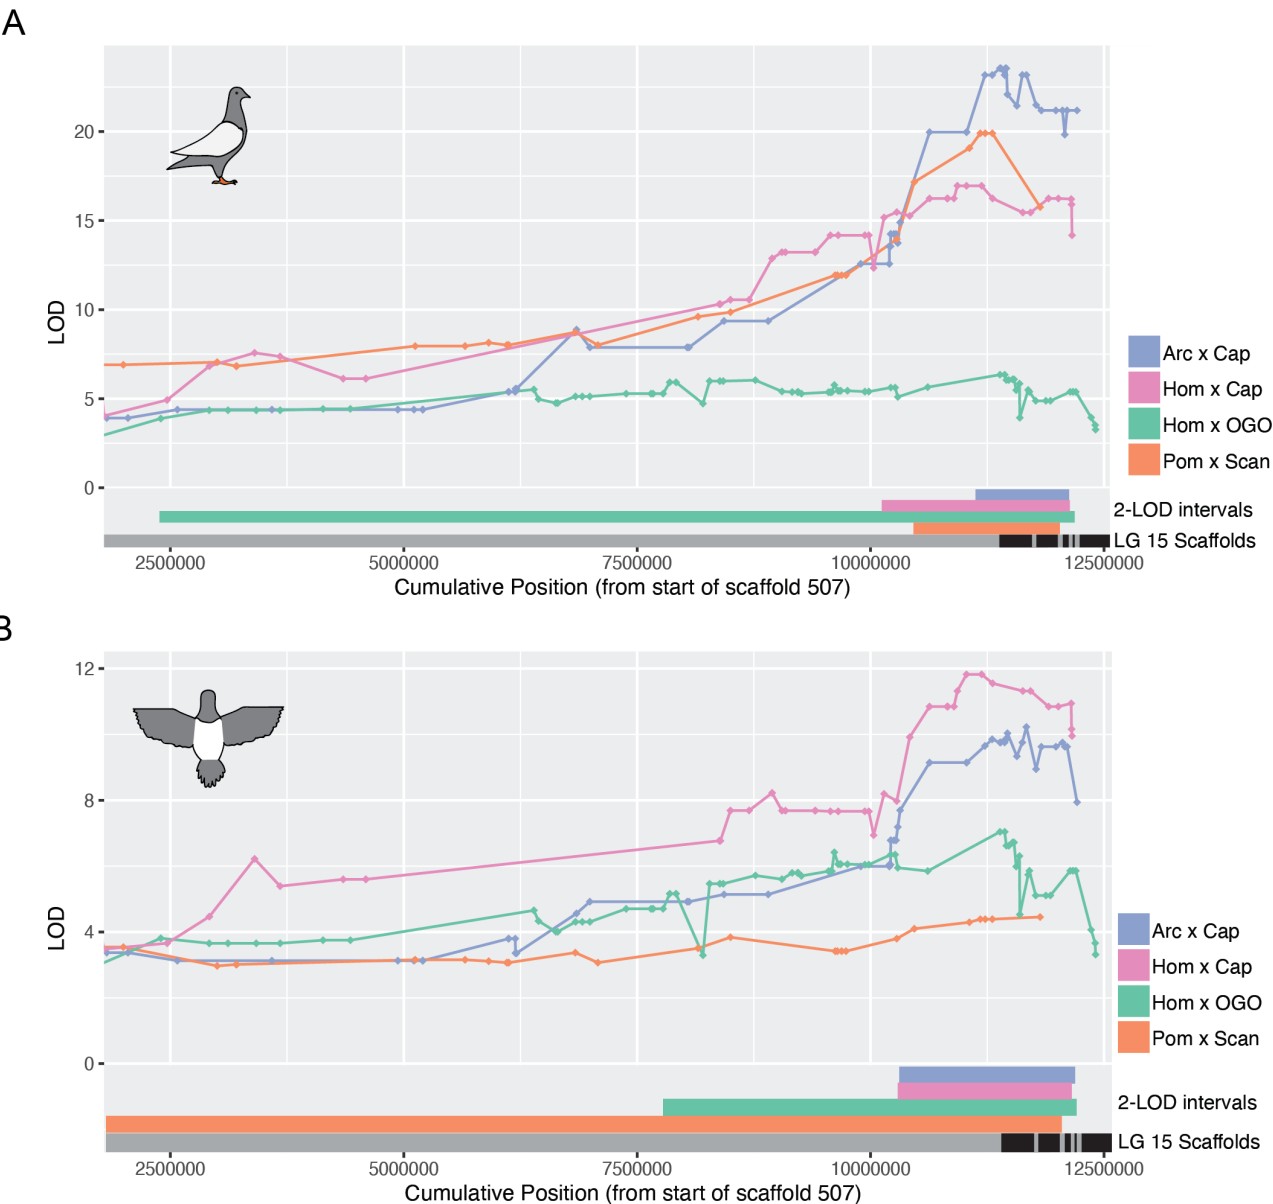 A
20
15
10
5
0
LOD
Arc x Cap
Hom x Cap
Hom x OGO
Pom x Scan
2-LOD intervals
LG 15 Scaffolds
2500000 5000000 7500000 10000000 12500000
Cumulative Position (from start of scaffold 507)
B
12
8
4
0
LOD
Arc x Cap
Hom x Cap
Hom x OGO
Pom x Scan
2-LOD intervals
LG 15 Scaffolds
2500000 5000000 7500000 10000000 12500000
Cumulative Position (from start of scaffold 507)